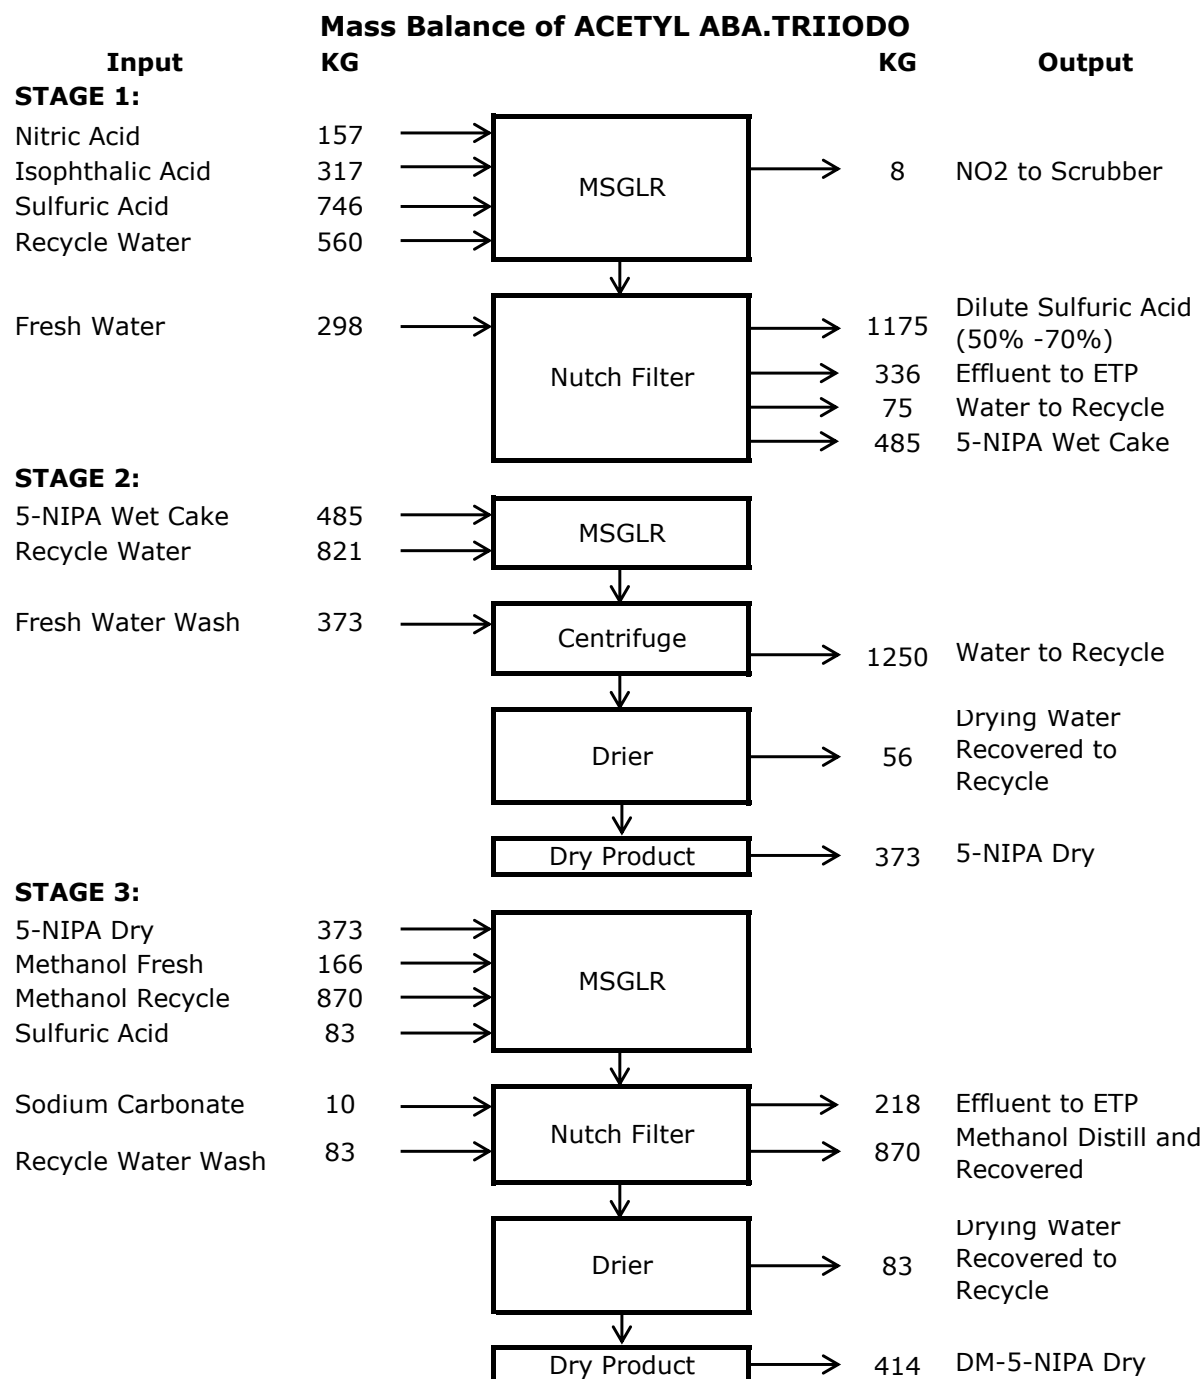 Mass Balance of ACETYL ABA.TRIIODO
Input KG KG Output
STAGE 1:
Nitric Acid 157
Isophthalic Acid 317 MSGLR 8 NO2 to Scrubber
Sulfuric Acid 746
Recycle Water 560
Fresh Water 298 1175 Dilute Sulfuric Acid
(50% -70%)
Nutch Filter 336 Effluent to ETP
75 Water to Recycle
485 5-NIPA Wet Cake
STAGE 2:
5-NIPA Wet Cake 485 MSGLR
Recycle Water 821
Fresh Water Wash 373 Centrifuge
1250 Water to Recycle
Drying Water
Drier 56 Recovered to
Recycle
Dry Product 373 5-NIPA Dry
STAGE 3:
5-NIPA Dry 373
Methanol Fresh 166 MSGLR
Methanol Recycle 870
Sulfuric Acid 83
Sodium Carbonate 10 Nutch Filter 218 Effluent to ETP
Recycle Water Wash 83 870 Methanol Distill and
Recovered
Drying Water
Drier 83 Recovered to
Recycle
Dry Product 414 DM-5-NIPA Dry